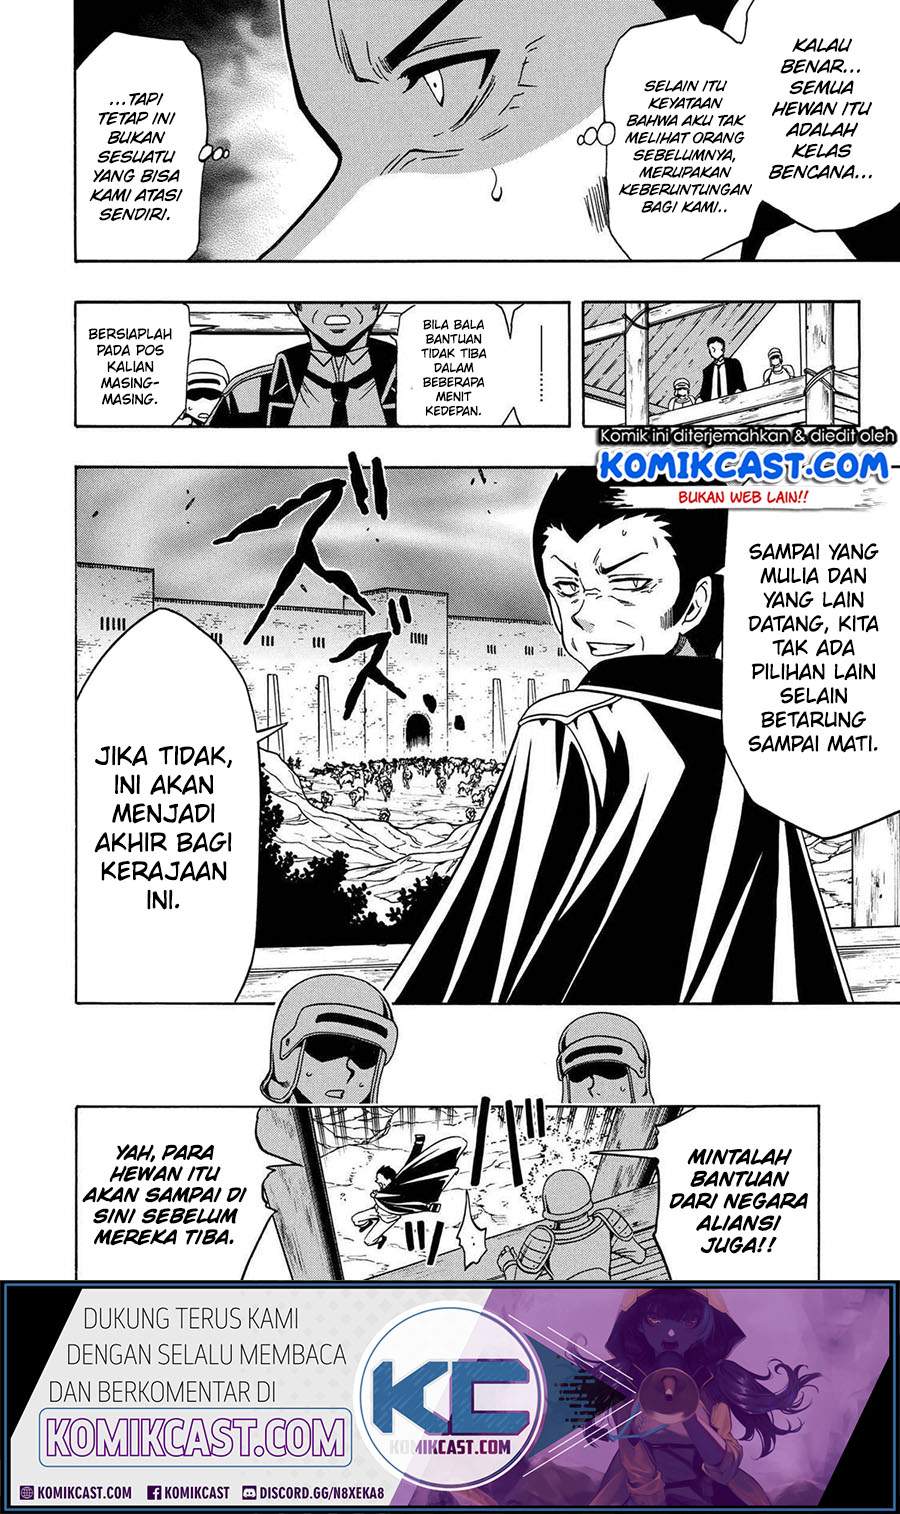 KALAU
BENAR...
SEMUA
HEWAN ITU
ADALAH
KELAS
BENCANA...
SELAIN ITU
KEYATAAN
BAHWA AKU TAK
MELIHAT ORANG
SEBELUMNYA,
MERUPAKAN
KEBERUNTUNGAN
BAGI KAMI..
...TAPI
TETAP INI
BUKAN
SESUATU
YANG BISA
KAMI ATASI
SENDIRI.
BILA BALA
BANTUAN
TIDAK TIBA
DALAM
BEBERAPA
MENIT
KEDEPAN.
BERSIAPLAH
PADA POS
KALIAN
MASING-
MASING.
Komik ini diterjemahkan & diedit oleh
KOMIKCAST.COM
BUKAN WEB LAIN!!
SAMPAI YANG
MULIA DAN
YANG LAIN
DATANG, KITA
TAK ADA
PILIHAN LAIN
SELAIN
BETARUNG
SAMPAI MATI.
ズズ
JIKA TIDAK,
INI AKAN
MENJADI
AKHIR BAGI
KERAJAAN
INI.
MINTALAH
BANTUAN
DARI NEGARA
ALIANSI
JUGA!!
YAH, PARA
HEWAN ITU
AKAN SAMPAI DI
SINI SEBELUM
MEREKA TIBA.
DUKUNG TERUS KAMI
DENGAN SELALU MEMBACA
DAN BERKOMENTAR DI
KOMIKCAST.COM
KC
KOMIKCAST.COM
KOMIKCAST.COM
KOMIKCAST
DISCORD.GG/N8XEKA8